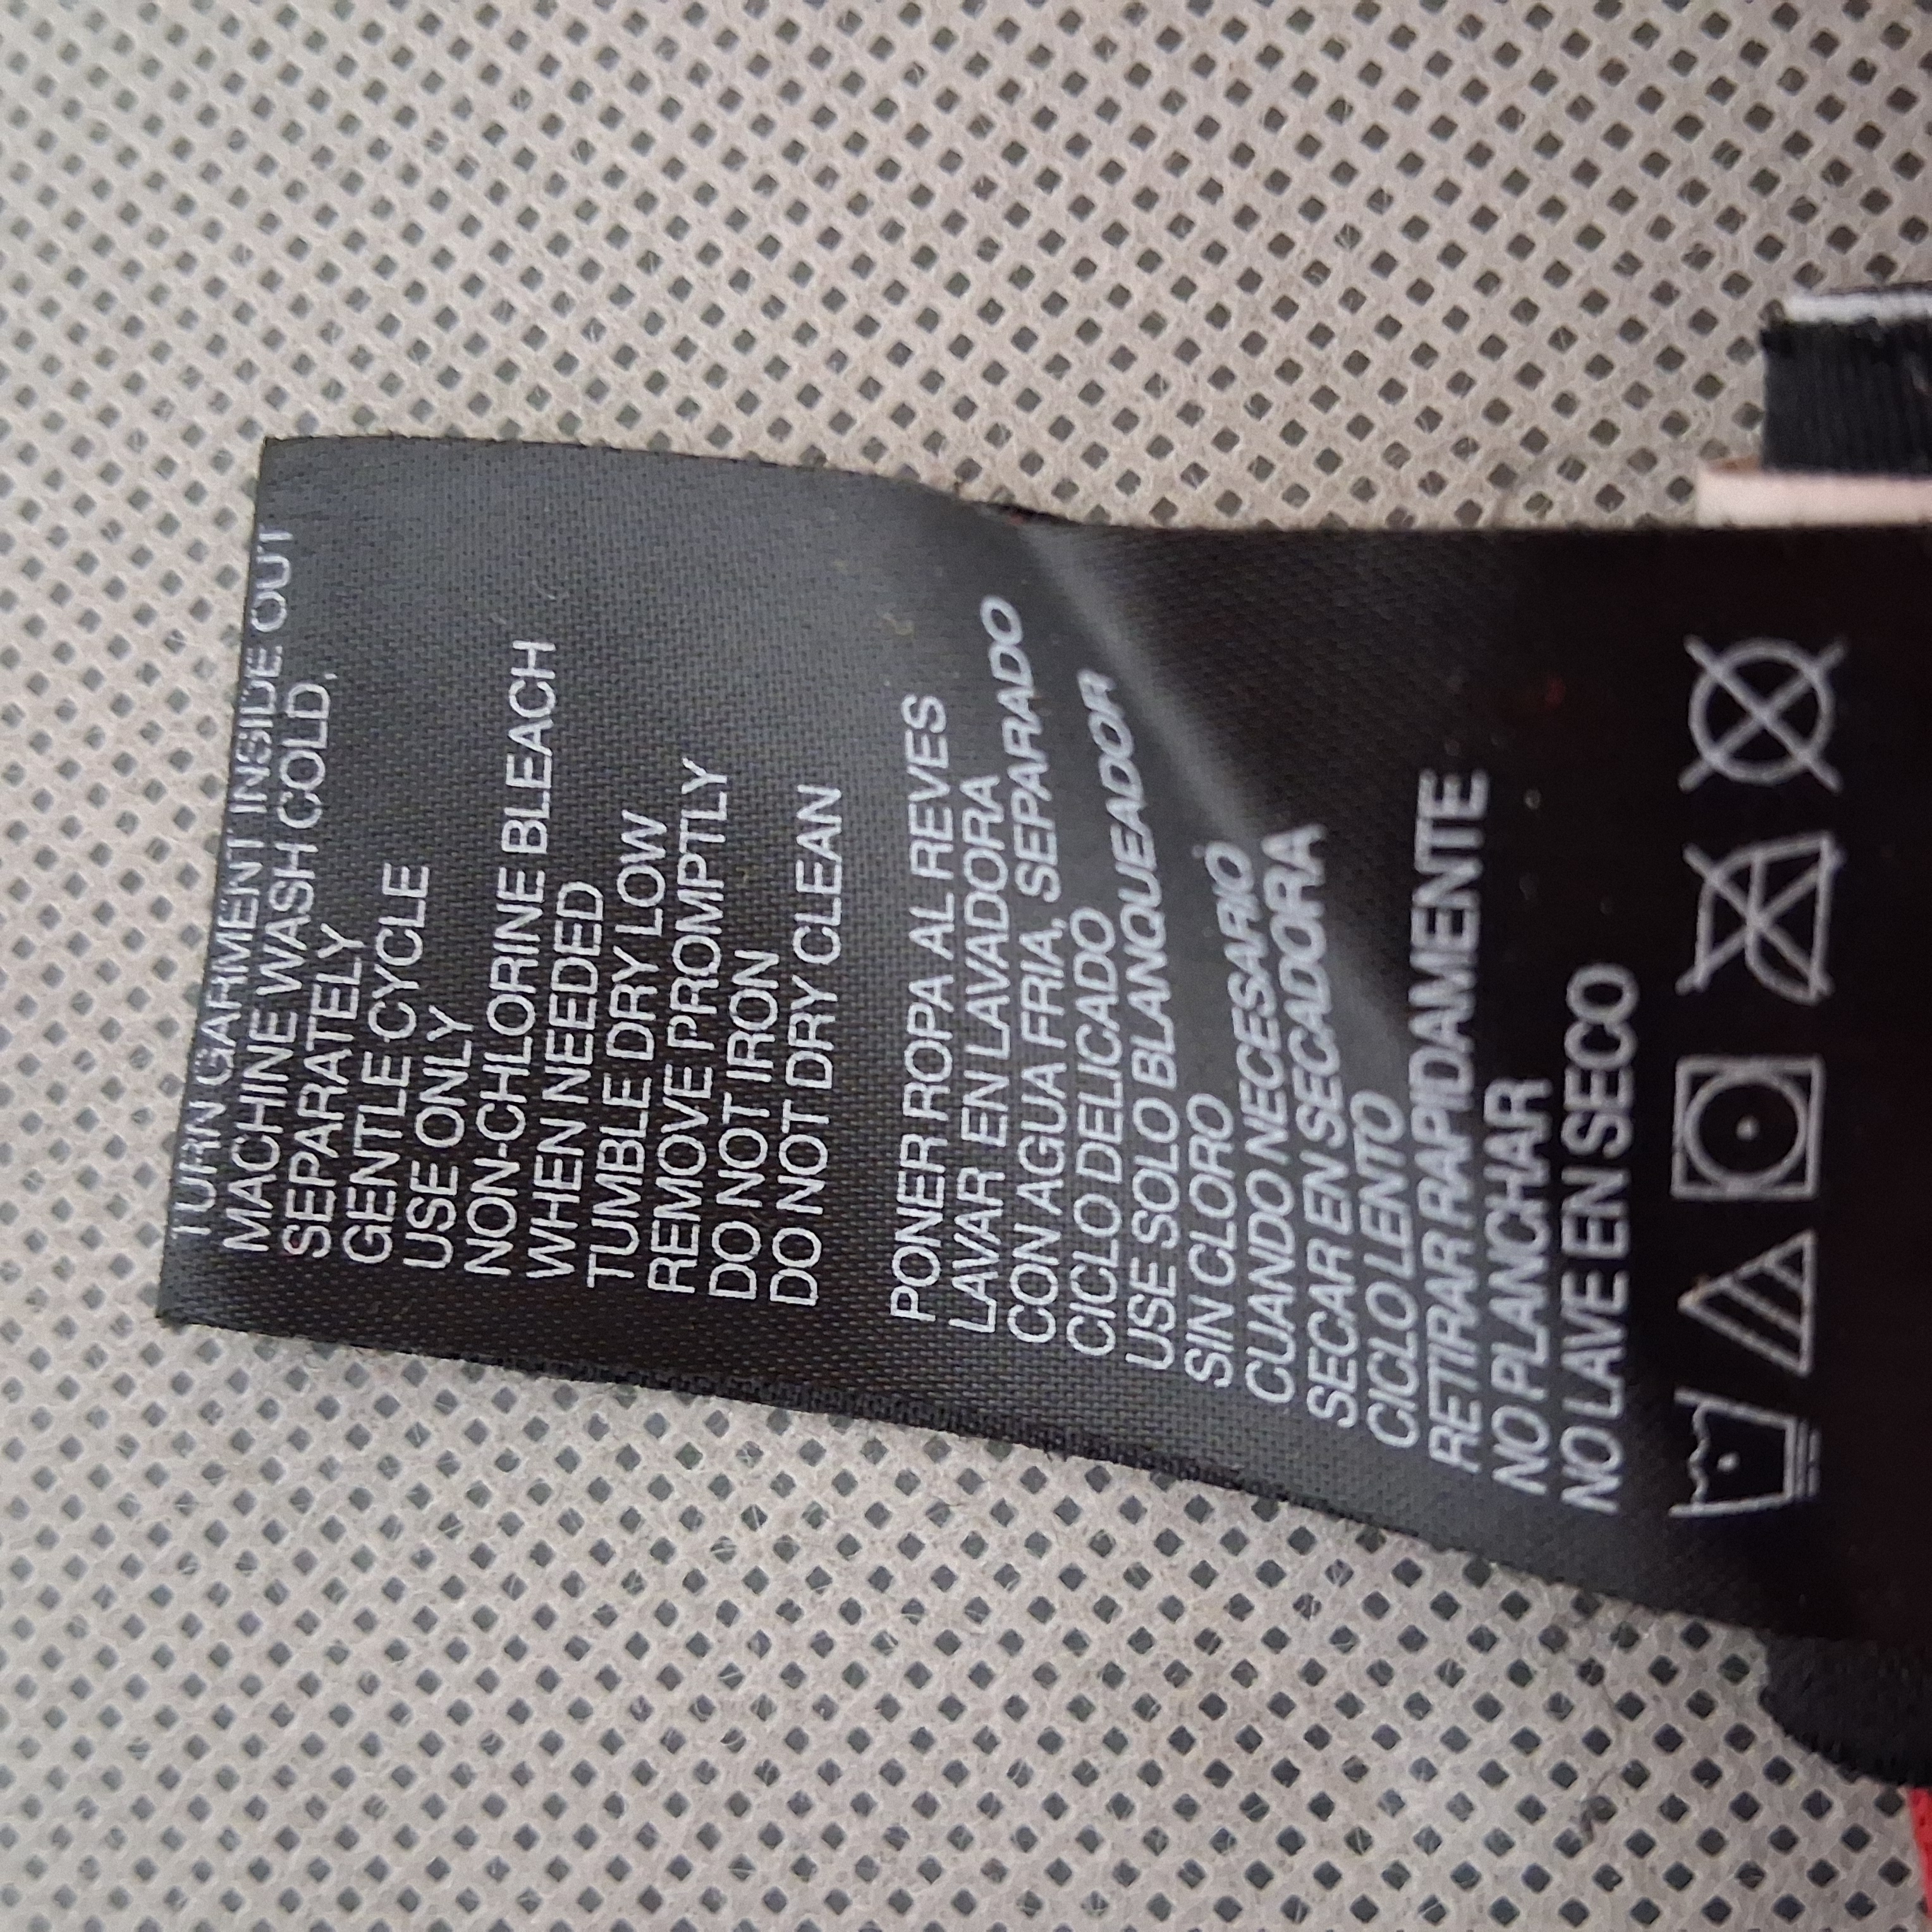 TURN GARMENT INSIDE OUT
MACHINE WASH COLD,
SEPARATELY
GENTLE CYCLE
USE ONLY
NON-CHLORINE BLEACH
WHEN NEEDED
TUMBLE DRY LOW
REMOVE PROMPTLY
DO NOT IRON
DO NOT DRY CLEAN
PONER ROPA AL REVES
LAVAR EN LAVADORA
CON AGUA FRIA, SEPARADO
CICLO DELICADO
USE SOLO BLANQUEADOR
SIN CLORO
CUANDO NECESARIO
SECAR EN SECADORA
CICLO LENTO
RETIRAR RAPIDAMENTE
NO PLANCHAR
NO LAVE EN SECO